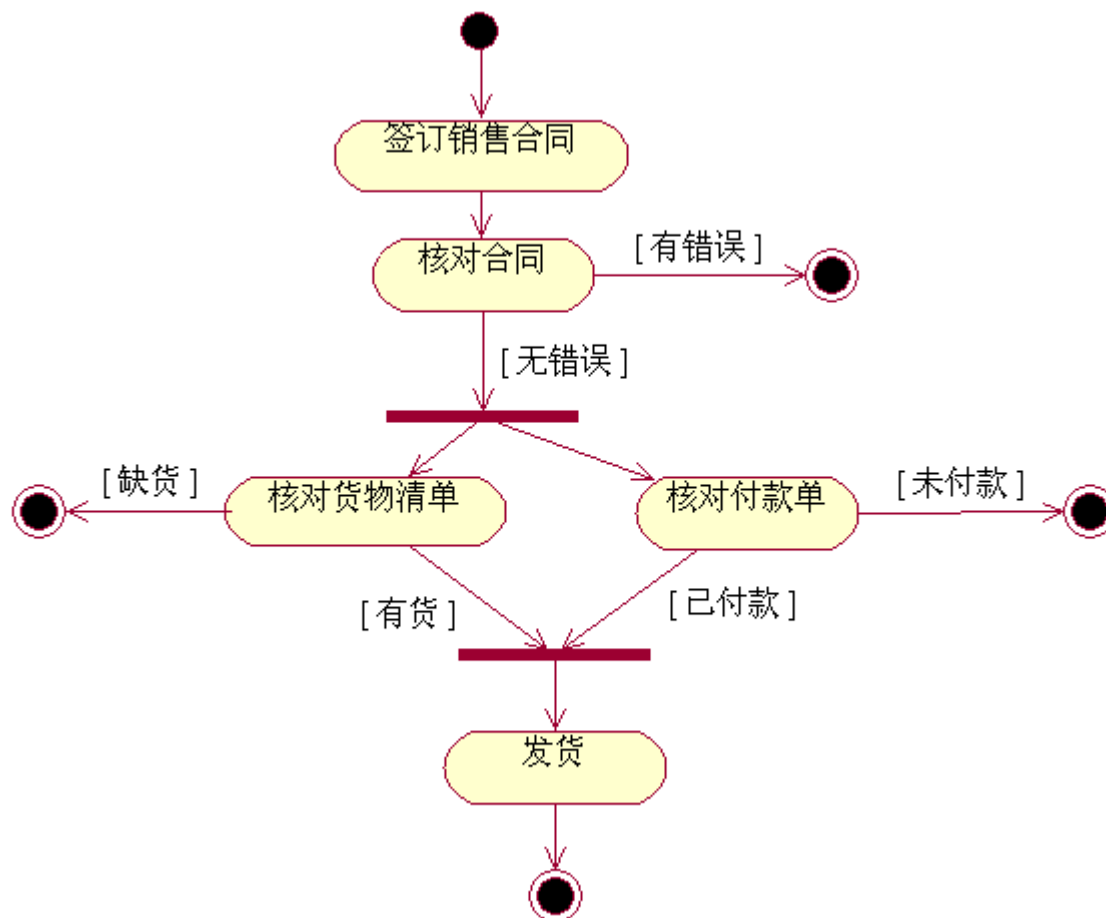 签订销售合同
核对合同
[有错误]
[无错误]
[缺货]
核对货物清单
核对付款单
[未付款]
[有货]
[已付款]
发货